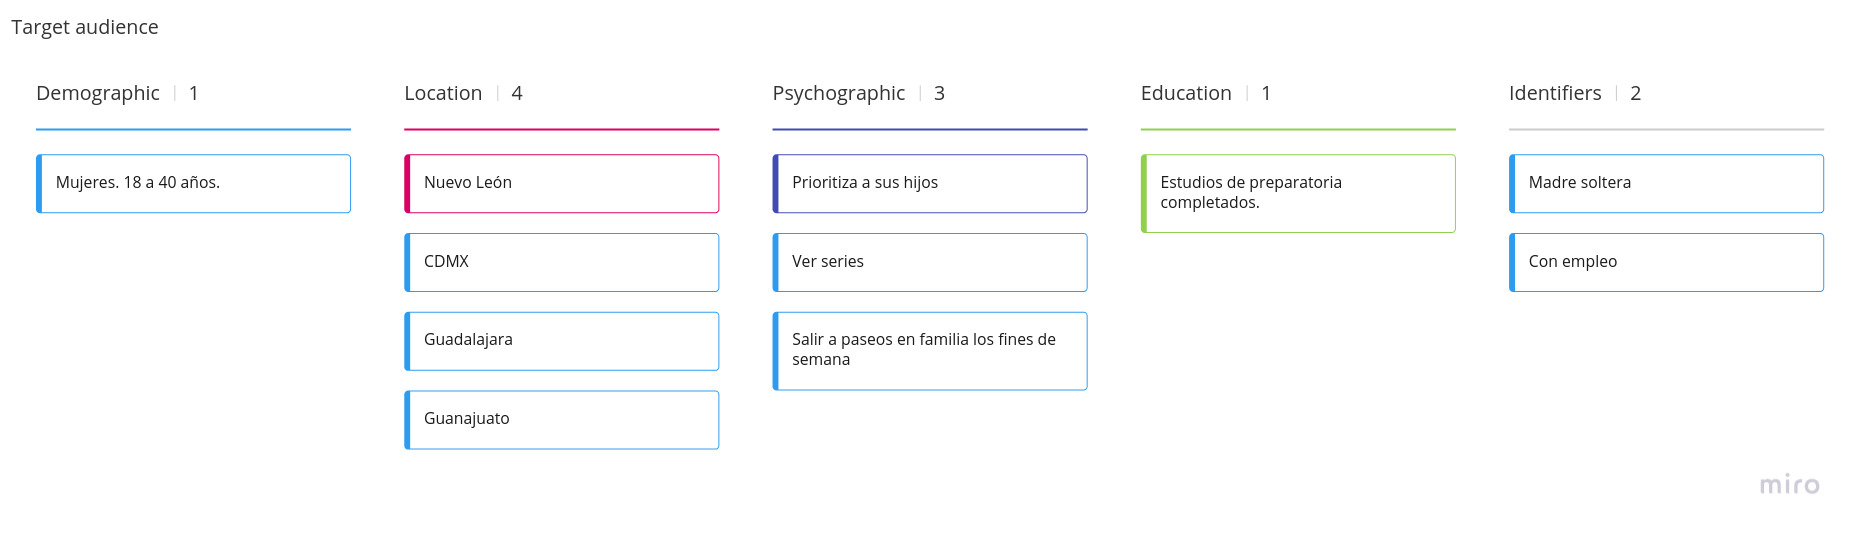 Target audience
Demographic | 1
Mujeres. 18 a 40 años.
Location | 4
Nuevo León
CDMX
Guadalajara
Guanajuato
Psychographic | 3
Prioritiza a sus hijos
Ver series
Salir a paseos en familia los fines de
semana
Education | 1
Estudios de preparatoria
completados.
Identifiers | 2
Madre soltera
Con empleo
miro